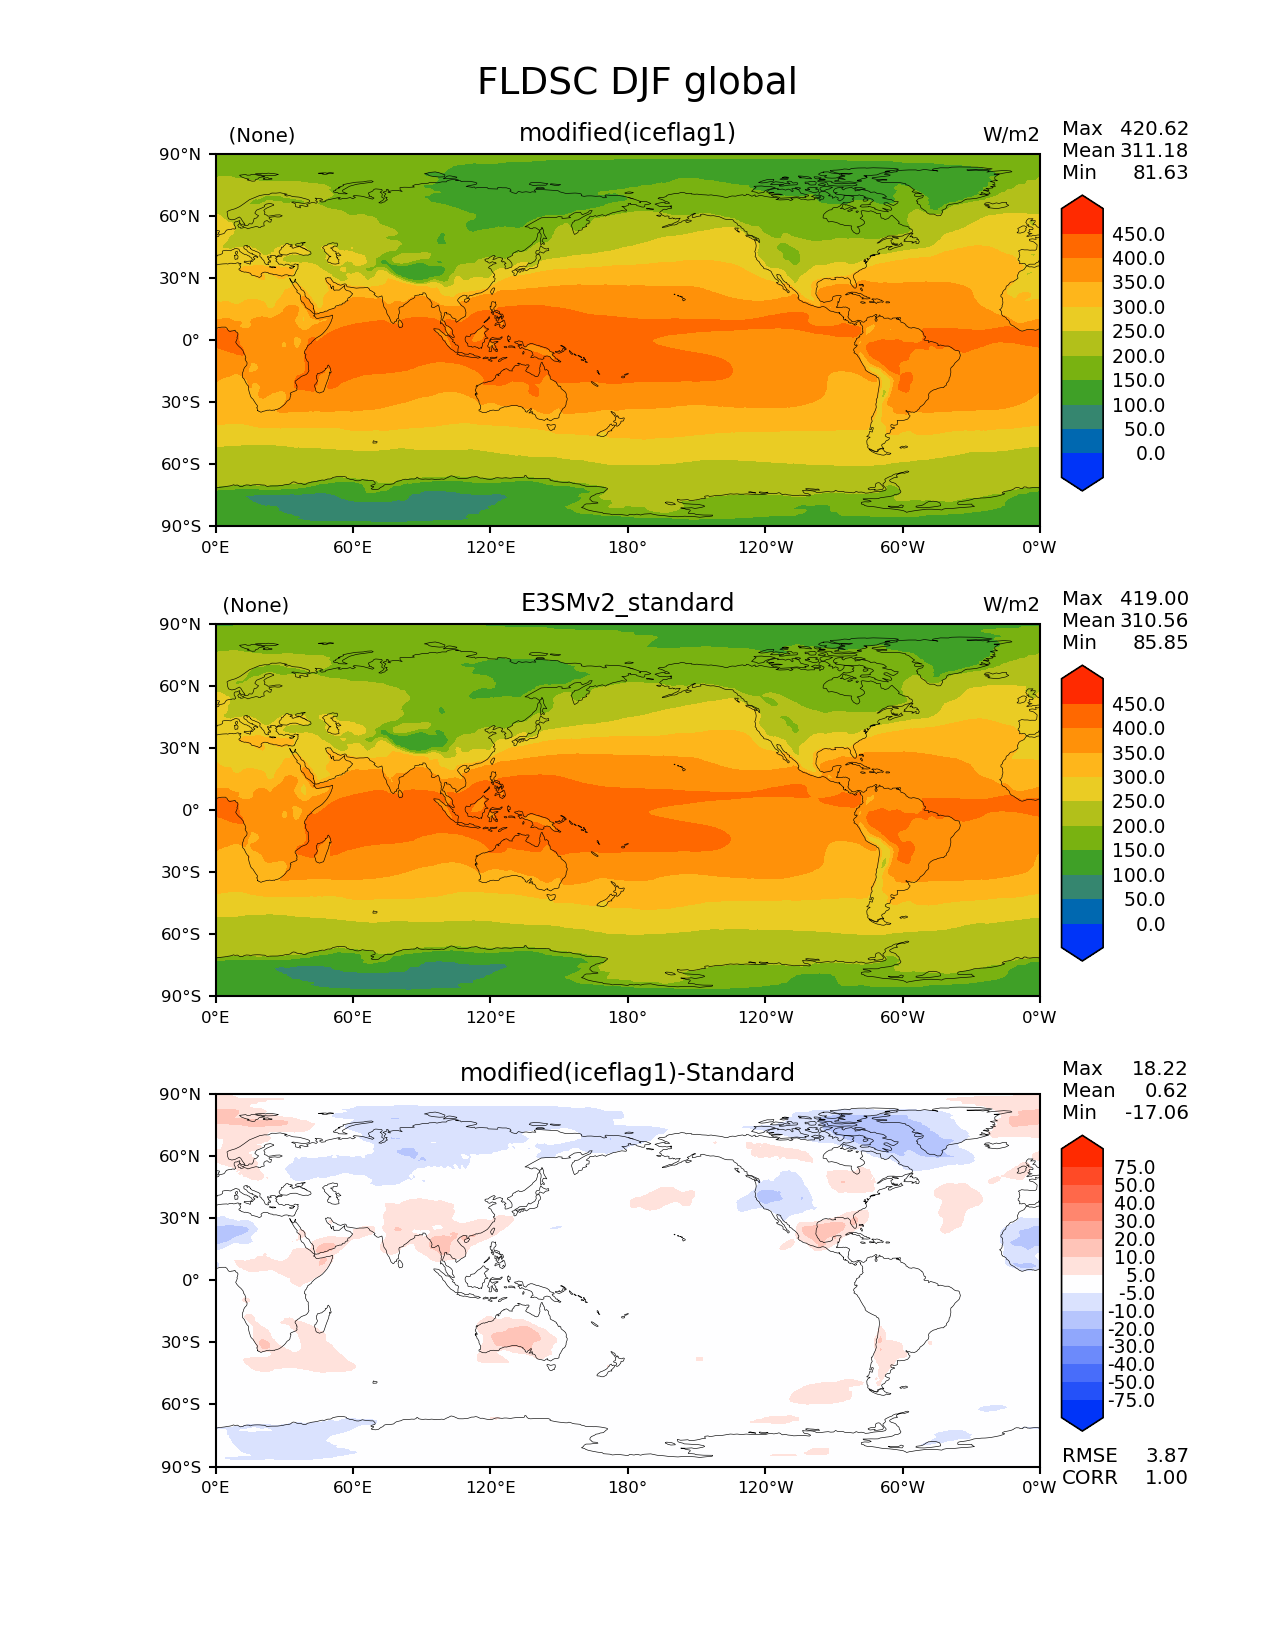 FLDSC DJF global
(None) modified(iceflag1) W/m2
Max 420.62
Mean 311.18
Min 81.63
90°N
60°N
30°N
0°
30°S
60°S
90°S
0°E 60°E 120°E 180° 120°W 60°W 0°W
450.0
400.0
350.0
300.0
250.0
200.0
150.0
100.0
50.0
0.0
(None) E3SMv2_standard W/m2
Max 419.00
Mean 310.56
Min 85.85
90°N
60°N
30°N
0°
30°S
60°S
90°S
0°E 60°E 120°E 180° 120°W 60°W 0°W
450.0
400.0
350.0
300.0
250.0
200.0
150.0
100.0
50.0
0.0
modified(iceflag1)-Standard
Max 18.22
Mean 0.62
Min -17.06
90°N
60°N
30°N
0°
30°S
60°S
90°S
0°E 60°E 120°E 180° 120°W 60°W 0°W
75.0
50.0
40.0
30.0
20.0
10.0
5.0
-5.0
-10.0
-20.0
-30.0
-40.0
-50.0
-75.0
RMSE 3.87
CORR 1.00